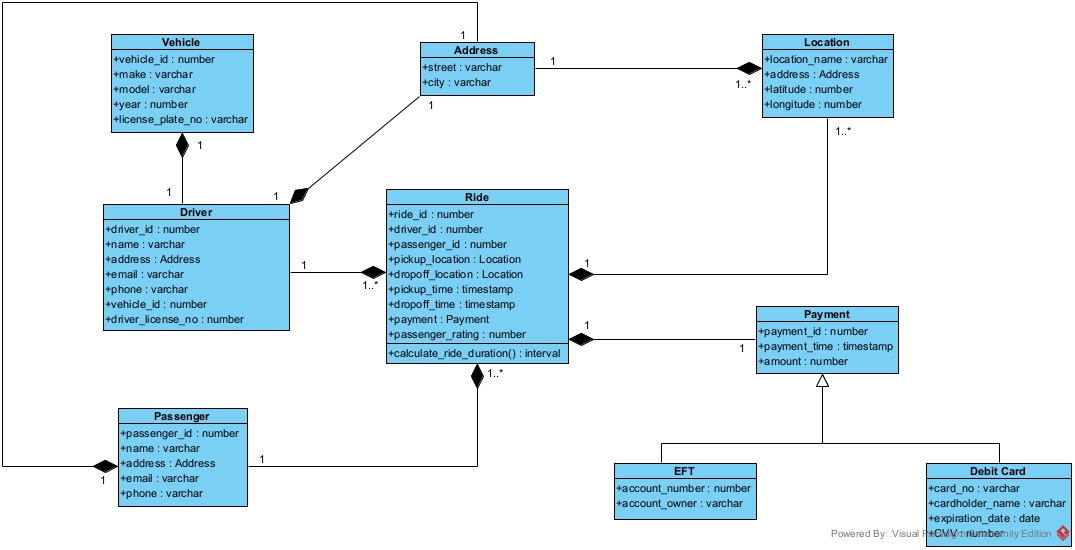 Vehicle
+vehicle_id : number
+make : varchar
+model : varchar
+year : number
+license_plate_no : varchar
1
1
1
Address
+street : varchar
+city : varchar
1
1
1
Location
+location_name : varchar
+address : Address
+latitude : number
+longitude : number
1..*
1..*
Driver
+driver_id : number
+name : varchar
+address : Address
+email : varchar
+phone : varchar
+vehicle_id : number
+driver_license_no : number
1
1..*
Ride
+ride_id : number
+driver_id : number
+passenger_id : number
+pickup_location : Location
+dropoff_location : Location
+pickup_time : timestamp
+dropoff_time : timestamp
+payment : Payment
+passenger_rating : number
+calculate_ride_duration() : interval
1
1
1
1..*
Payment
+payment_id : number
+payment_time : timestamp
+amount : number
Passenger
+passenger_id : number
+name : varchar
+address : Address
+email : varchar
+phone : varchar
1
1
EFT
+account_number : number
+account_owner : varchar
Debit Card
+card_no : varchar
+cardholder_name : varchar
+expiration_date : date
+CVV : number
Powered By Visual Paradigm Community Edition